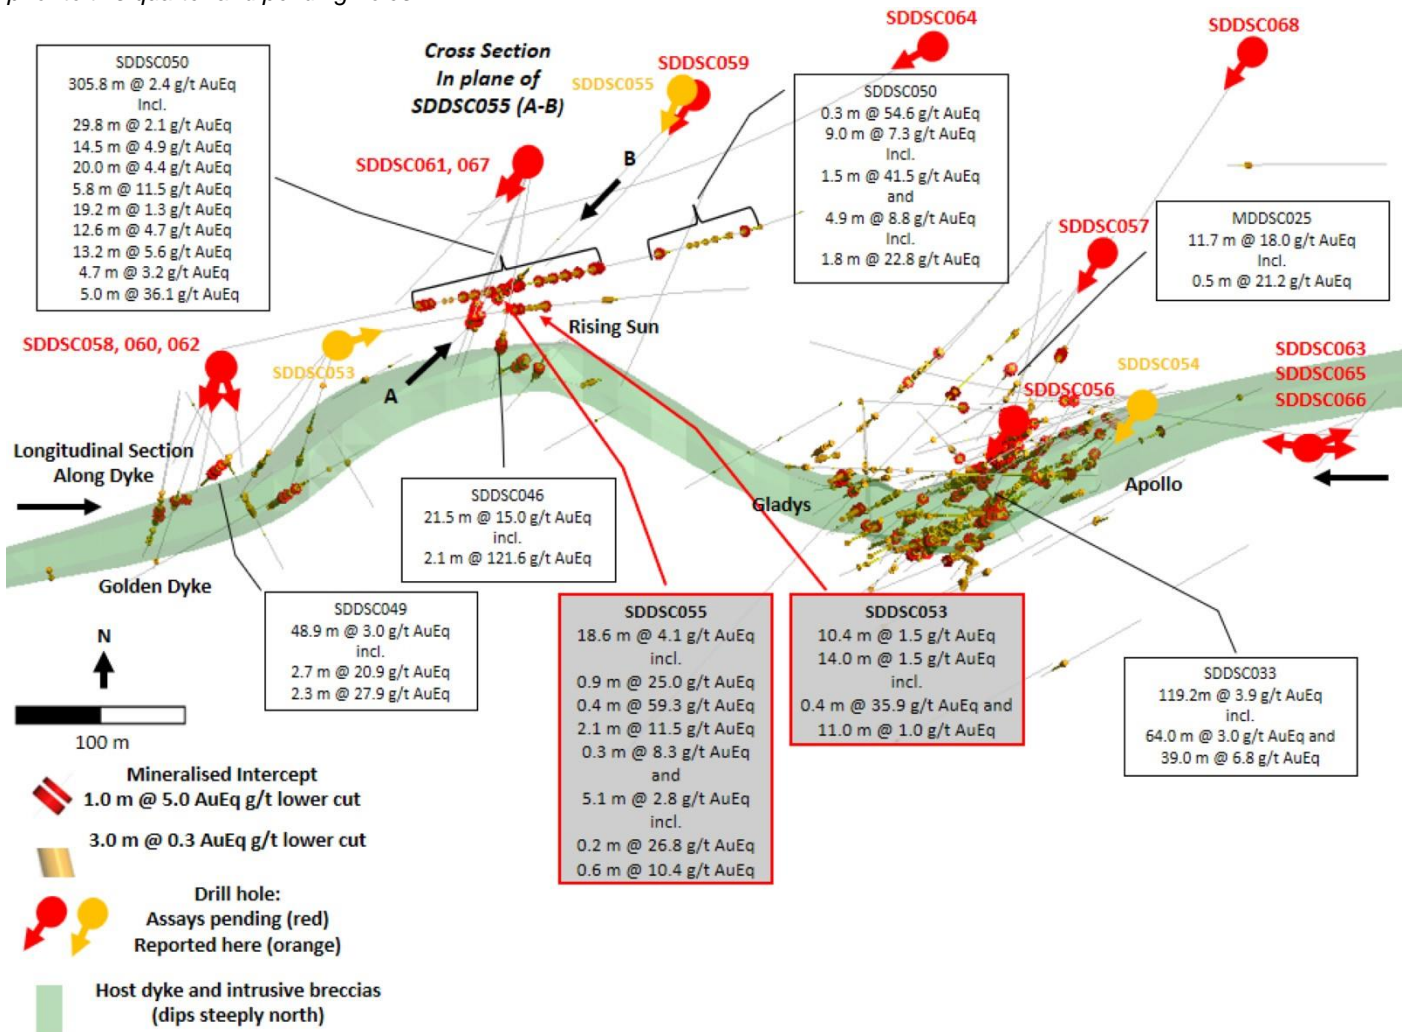 SDDSC064
SDDSC068
SDDSC050
305.8 m @ 2.4 g/t AuEq
Incl.
29.8 m @ 2.1 g/t AuEq
14.5 m @ 4.9 g/t AuEq
20.0 m @ 4.4 g/t AuEq
5.8 m @ 11.5 g/t AuEq
19.2 m @ 1.3 g/t AuEq
12.6 m @ 4.7 g/t AuEq
13.2 m @ 5.6 g/t AuEq
4.7 m @ 3.2 g/t AuEq
5.0 m @ 36.1 g/t AuEq
Cross Section
In plane of
SDDSC055 (A-B)
SDDSC055
SDDSC059
SDDSC050
0.3 m @ 54.6 g/t AuEq
9.0 m @ 7.3 g/t AuEq
Incl.
1.5 m @ 41.5 g/t AuEq
and
4.9 m @ 8.8 g/t AuEq
Incl.
1.8 m @ 22.8 g/t AuEq
SDDSC061, 067
B
SDDSC057
MDDSC025
11.7 m @ 18.0 g/t AuEq
Incl.
0.5 m @ 21.2 g/t AuEq
Rising Sun
SDDSC058, 060, 062
SDDSC053
A
SDDSC054
SDDSC063
SDDSC065
SDDSC066
SDDSC056
Longitudinal Section
Along Dyke
Gladys
Apollo
SDDSC046
21.5 m @ 15.0 g/t AuEq
incl.
2.1 m @ 121.6 g/t AuEq
Golden Dyke
SDDSC049
48.9 m @ 3.0 g/t AuEq
incl.
2.7 m @ 20.9 g/t AuEq
2.3 m @ 27.9 g/t AuEq
SDDSC055
18.6 m @ 4.1 g/t AuEq
incl.
0.9 m @ 25.0 g/t AuEq
0.4 m @ 59.3 g/t AuEq
2.1 m @ 11.5 g/t AuEq
0.3 m @ 8.3 g/t AuEq
and
5.1 m @ 2.8 g/t AuEq
incl.
0.2 m @ 26.8 g/t AuEq
0.6 m @ 10.4 g/t AuEq
SDDSC053
10.4 m @ 1.5 g/t AuEq
14.0 m @ 1.5 g/t AuEq
incl.
0.4 m @ 35.9 g/t AuEq and
11.0 m @ 1.0 g/t AuEq
SDDSC033
119.2m @ 3.9 g/t AuEq
incl.
64.0 m @ 3.0 g/t AuEq and
39.0 m @ 6.8 g/t AuEq
N
100 m
Mineralised Intercept
1.0 m @ 5.0 AuEq g/t lower cut
3.0 m @ 0.3 AuEq g/t lower cut
Drill hole:
Assays pending (red)
Reported here (orange)
Host dyke and intrusive breccias
(dips steeply north)